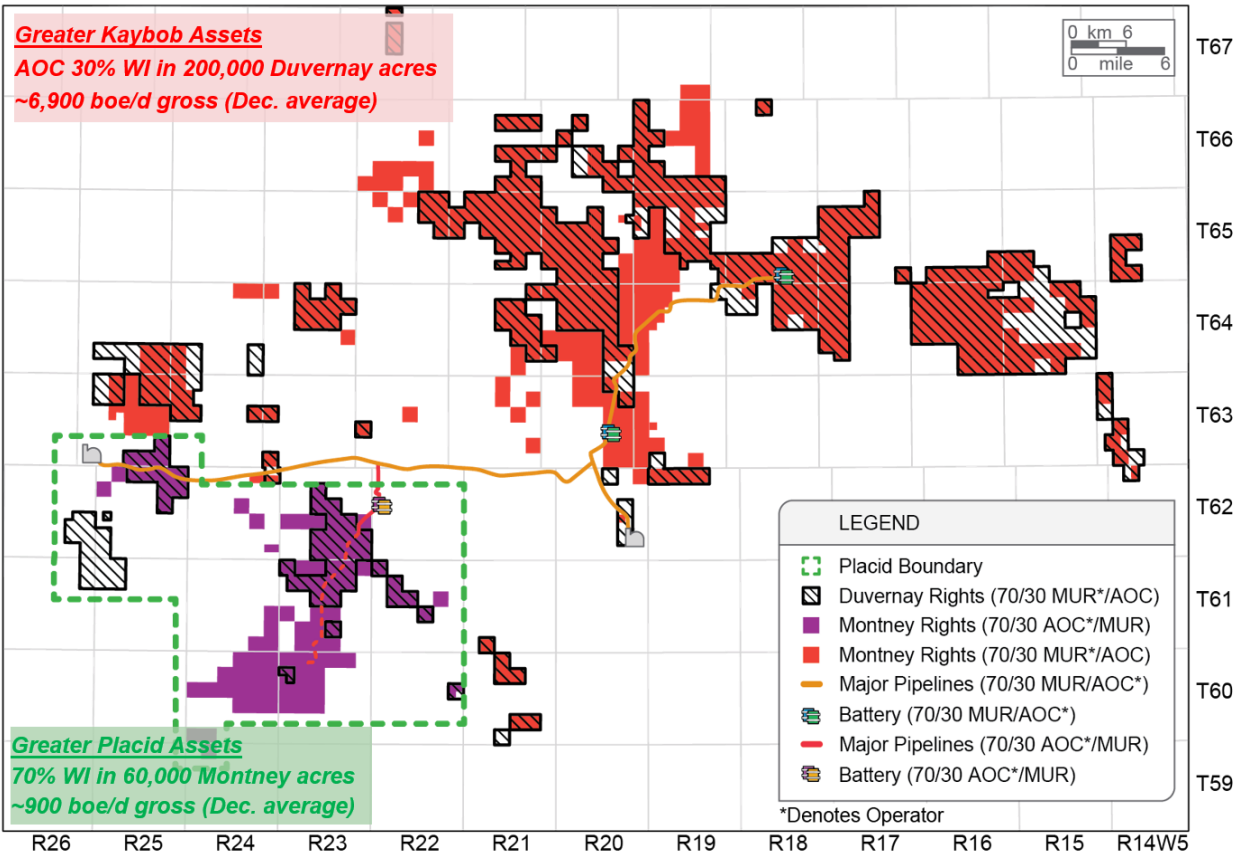 Greater Kaybob Assets
AOC 30% WI in 200,000 Duvernay acres
~6,900 boe/d gross (Dec. average)
0 km 6
0 mile 6
T67
T66
T65
T64
T63
T62
T61
T60
T59
LEGEND
Placid Boundary
Duvernay Rights (70/30 MUR*/AOC)
Montney Rights (70/30 AOC*/MUR)
Montney Rights (70/30 MUR*/AOC)
Major Pipelines (70/30 MUR/AOC*)
Battery (70/30 MUR/AOC*)
Major Pipelines (70/30 AOC*/MUR)
Battery (70/30 AOC*/MUR)
*Denotes Operator
Greater Placid Assets
70% WI in 60,000 Montney acres
~900 boe/d gross (Dec. average)
R26 R25 R24 R23 R22 R21 R20 R19 R18 R17 R16 R15 R14W5